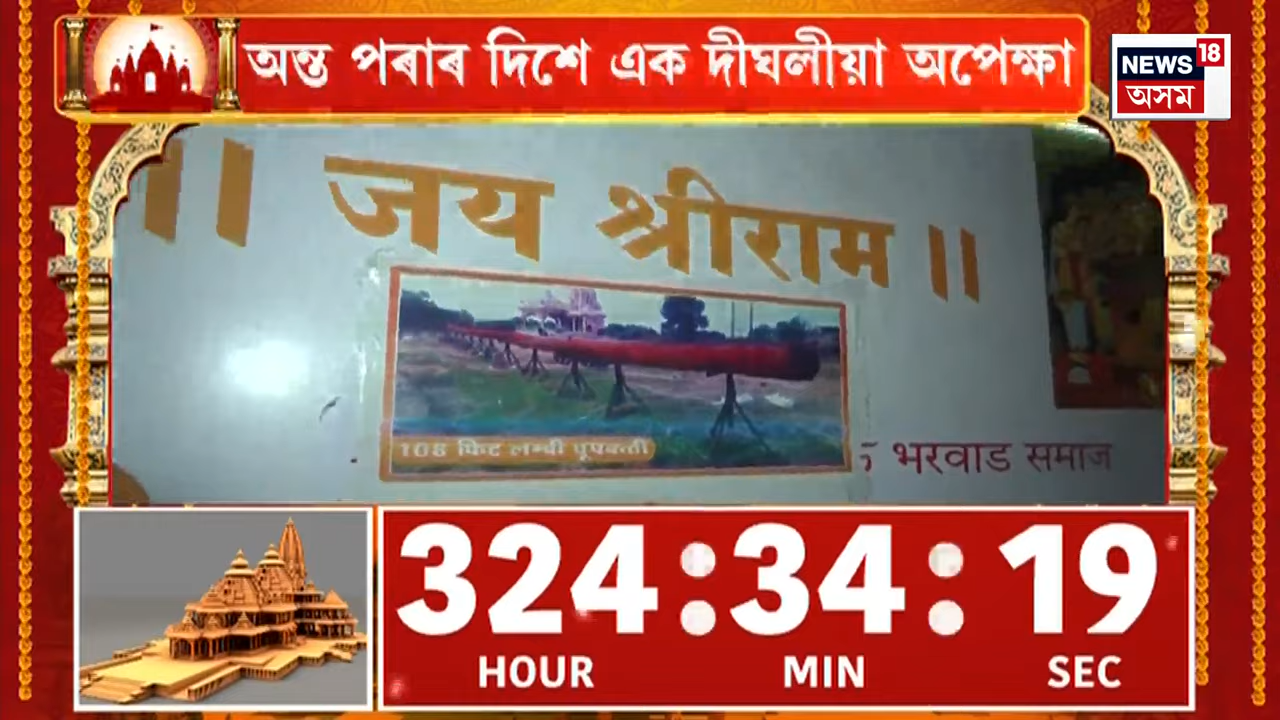 অন্ত পৰাৰ দিশে এক দীঘলীয়া অপেক্ষা
NEWS 18
অসম
।। जय श्रीराम ।।
108 फिट लम्बी धूपबत्ती
भरवाड समाज
324:34:19
HOUR MIN SEC